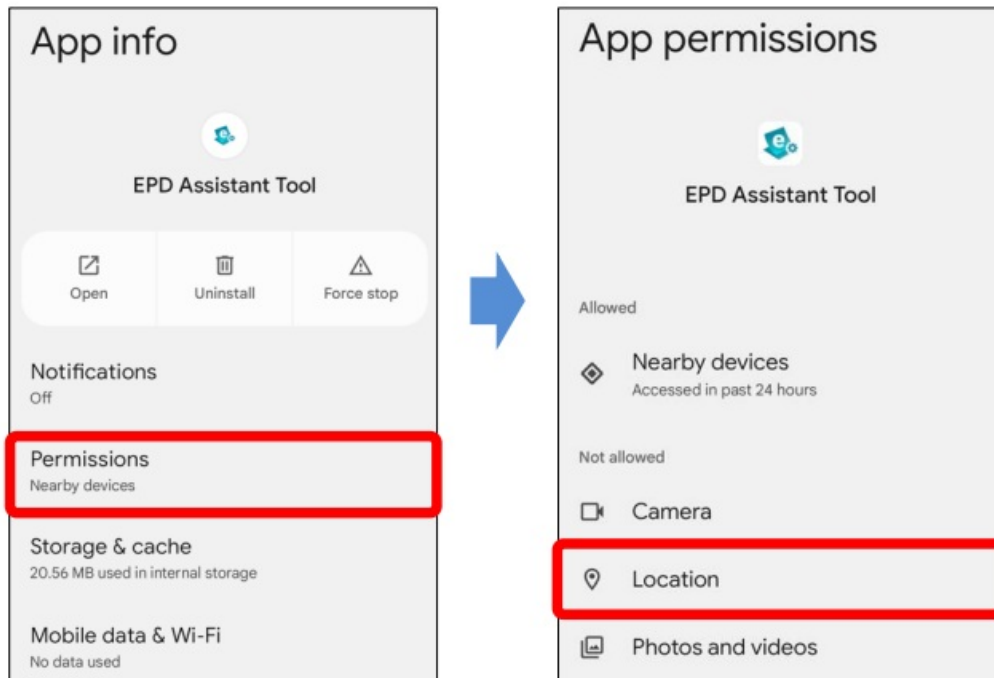 App info
EPD Assistant Tool
Open
Uninstall
Force stop
Notifications
Off
Permissions
Nearby devices
Storage & cache
20.56 MB used in internal storage
Mobile data & Wi-Fi
No data used
App permissions
EPD Assistant Tool
Allowed
Nearby devices
Accessed in past 24 hours
Not allowed
Camera
Location
Photos and videos